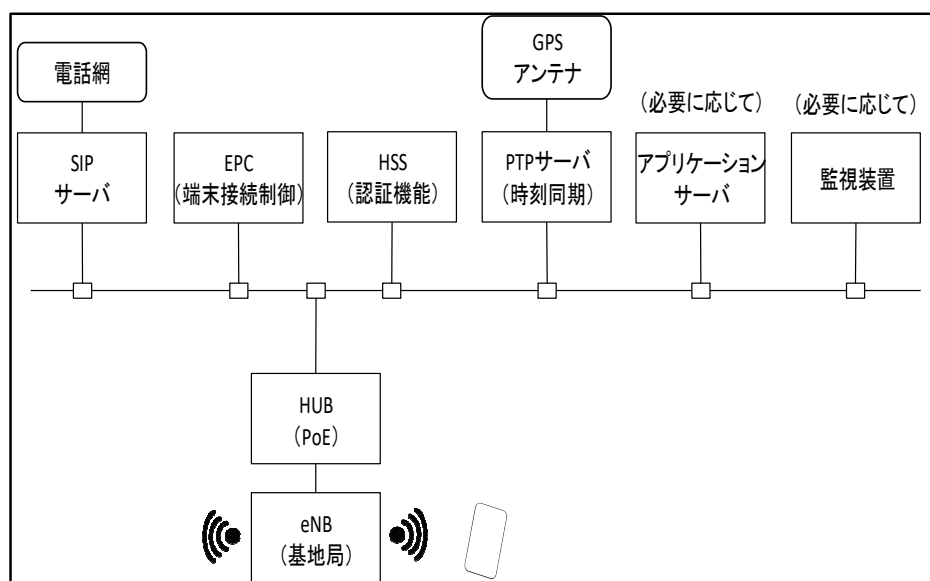 電話網
GPS
アンテナ
(必要に応じて)
(必要に応じて)
SIP
サーバ
EPC
(端末接続制御)
HSS
(認証機能)
PTPサーバ
(時刻同期)
アプリケーション
サーバ
監視装置
HUB
(PoE)
eNB
(基地局)